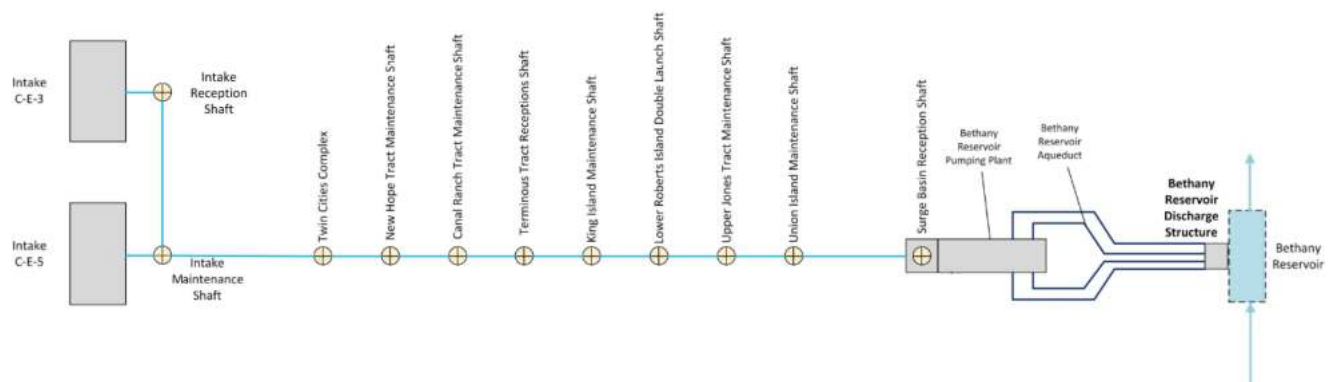 Intake
C-E-3
Intake
Reception
Shaft
Intake
C-E-5
Intake
Maintenance
Shaft
Twin Cities Complex
New Hope Tract Maintenance Shaft
Canal Ranch Tract Maintenance Shaft
Terminous Tract Receptions Shaft
King Island Maintenance Shaft
Lower Roberts Island Double Launch Shaft
Upper Jones Tract Maintenance Shaft
Union Island Maintenance Shaft
Surge Basin Reception Shaft
Bethany
Reservoir
Pumping Plant
Bethany
Reservoir
Aqueduct
Bethany
Reservoir
Discharge
Structure
Bethany
Reservoir